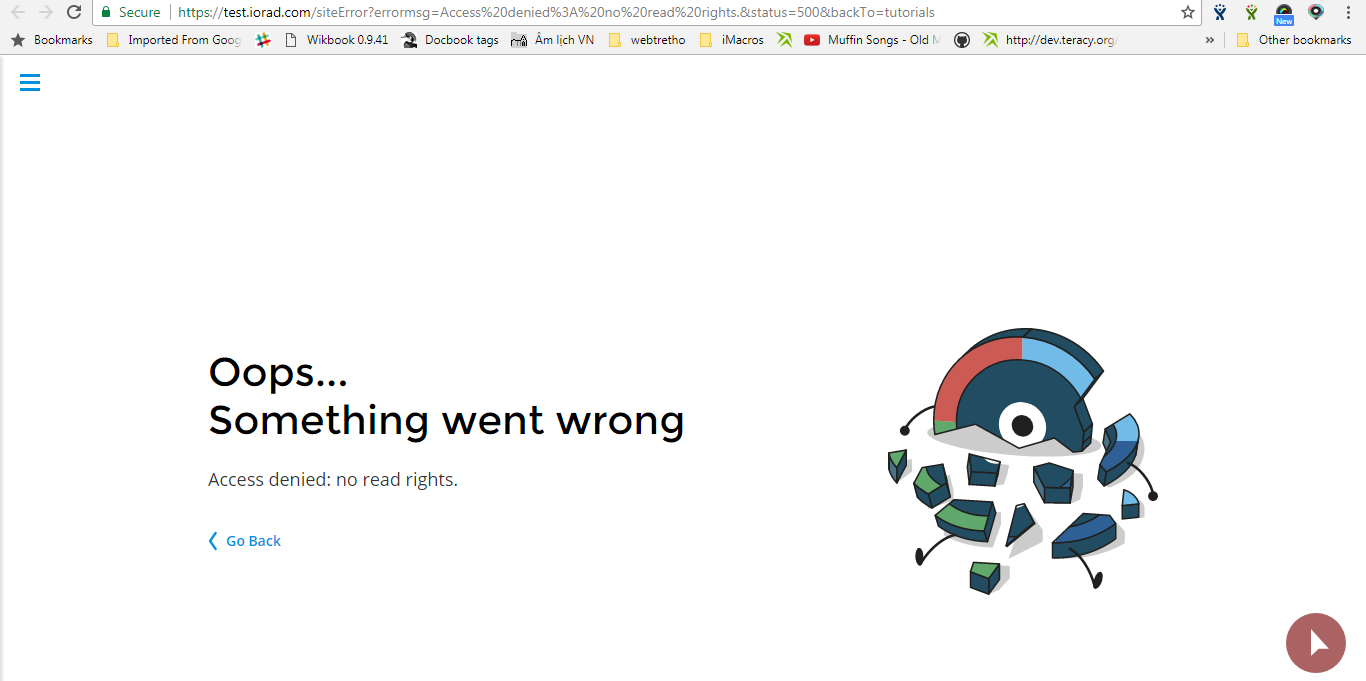 Secure https://test.iorad.com/siteError?errormsg=Access%20denied%3A%20no%20read%20rights.&status=500&backTo=tutorials
New
Bookmarks Imported From Goog Wikbook 0.9.41 Docbook tags Âm lịch VN webtretho iMacros Muffin Songs - Old M http://dev.teracy.org/ » Other bookmarks
Oops...
Something went wrong
Access denied: no read rights.
Go Back